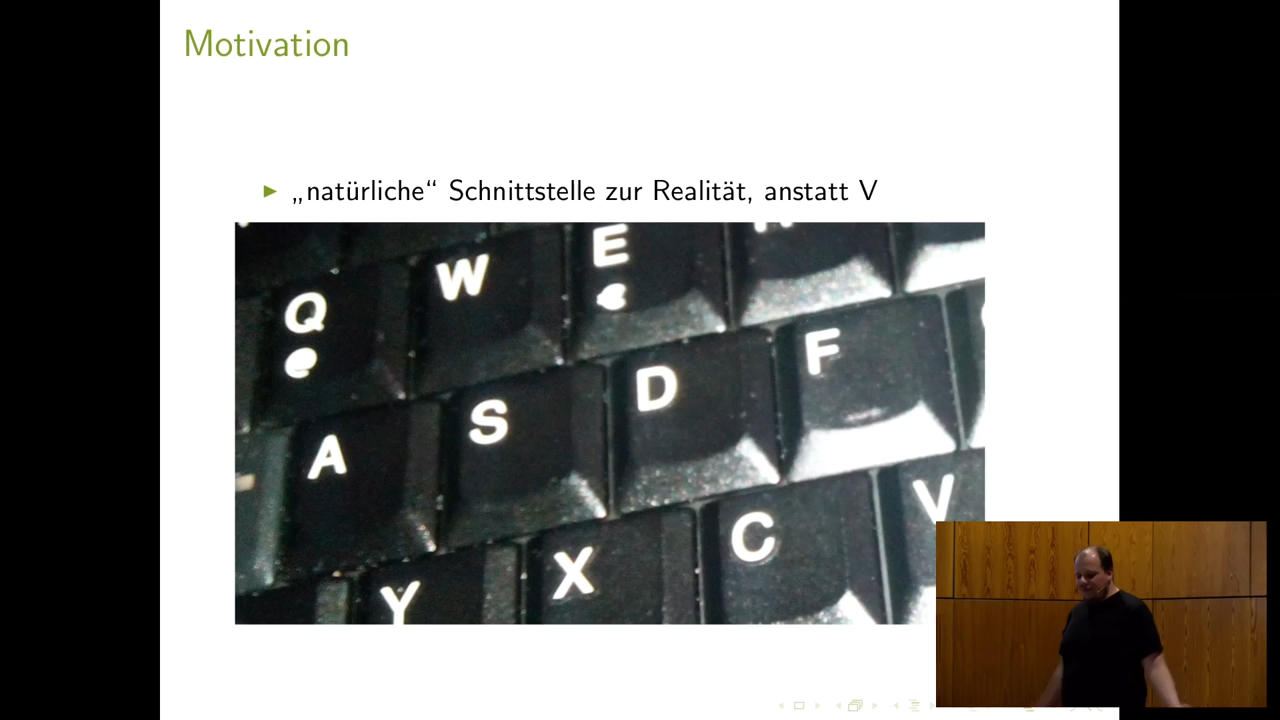 Motivation
▶ „natürliche“ Schnittstelle zur Realität, anstatt V
Q W E
@ €
A S D F
Y X C V